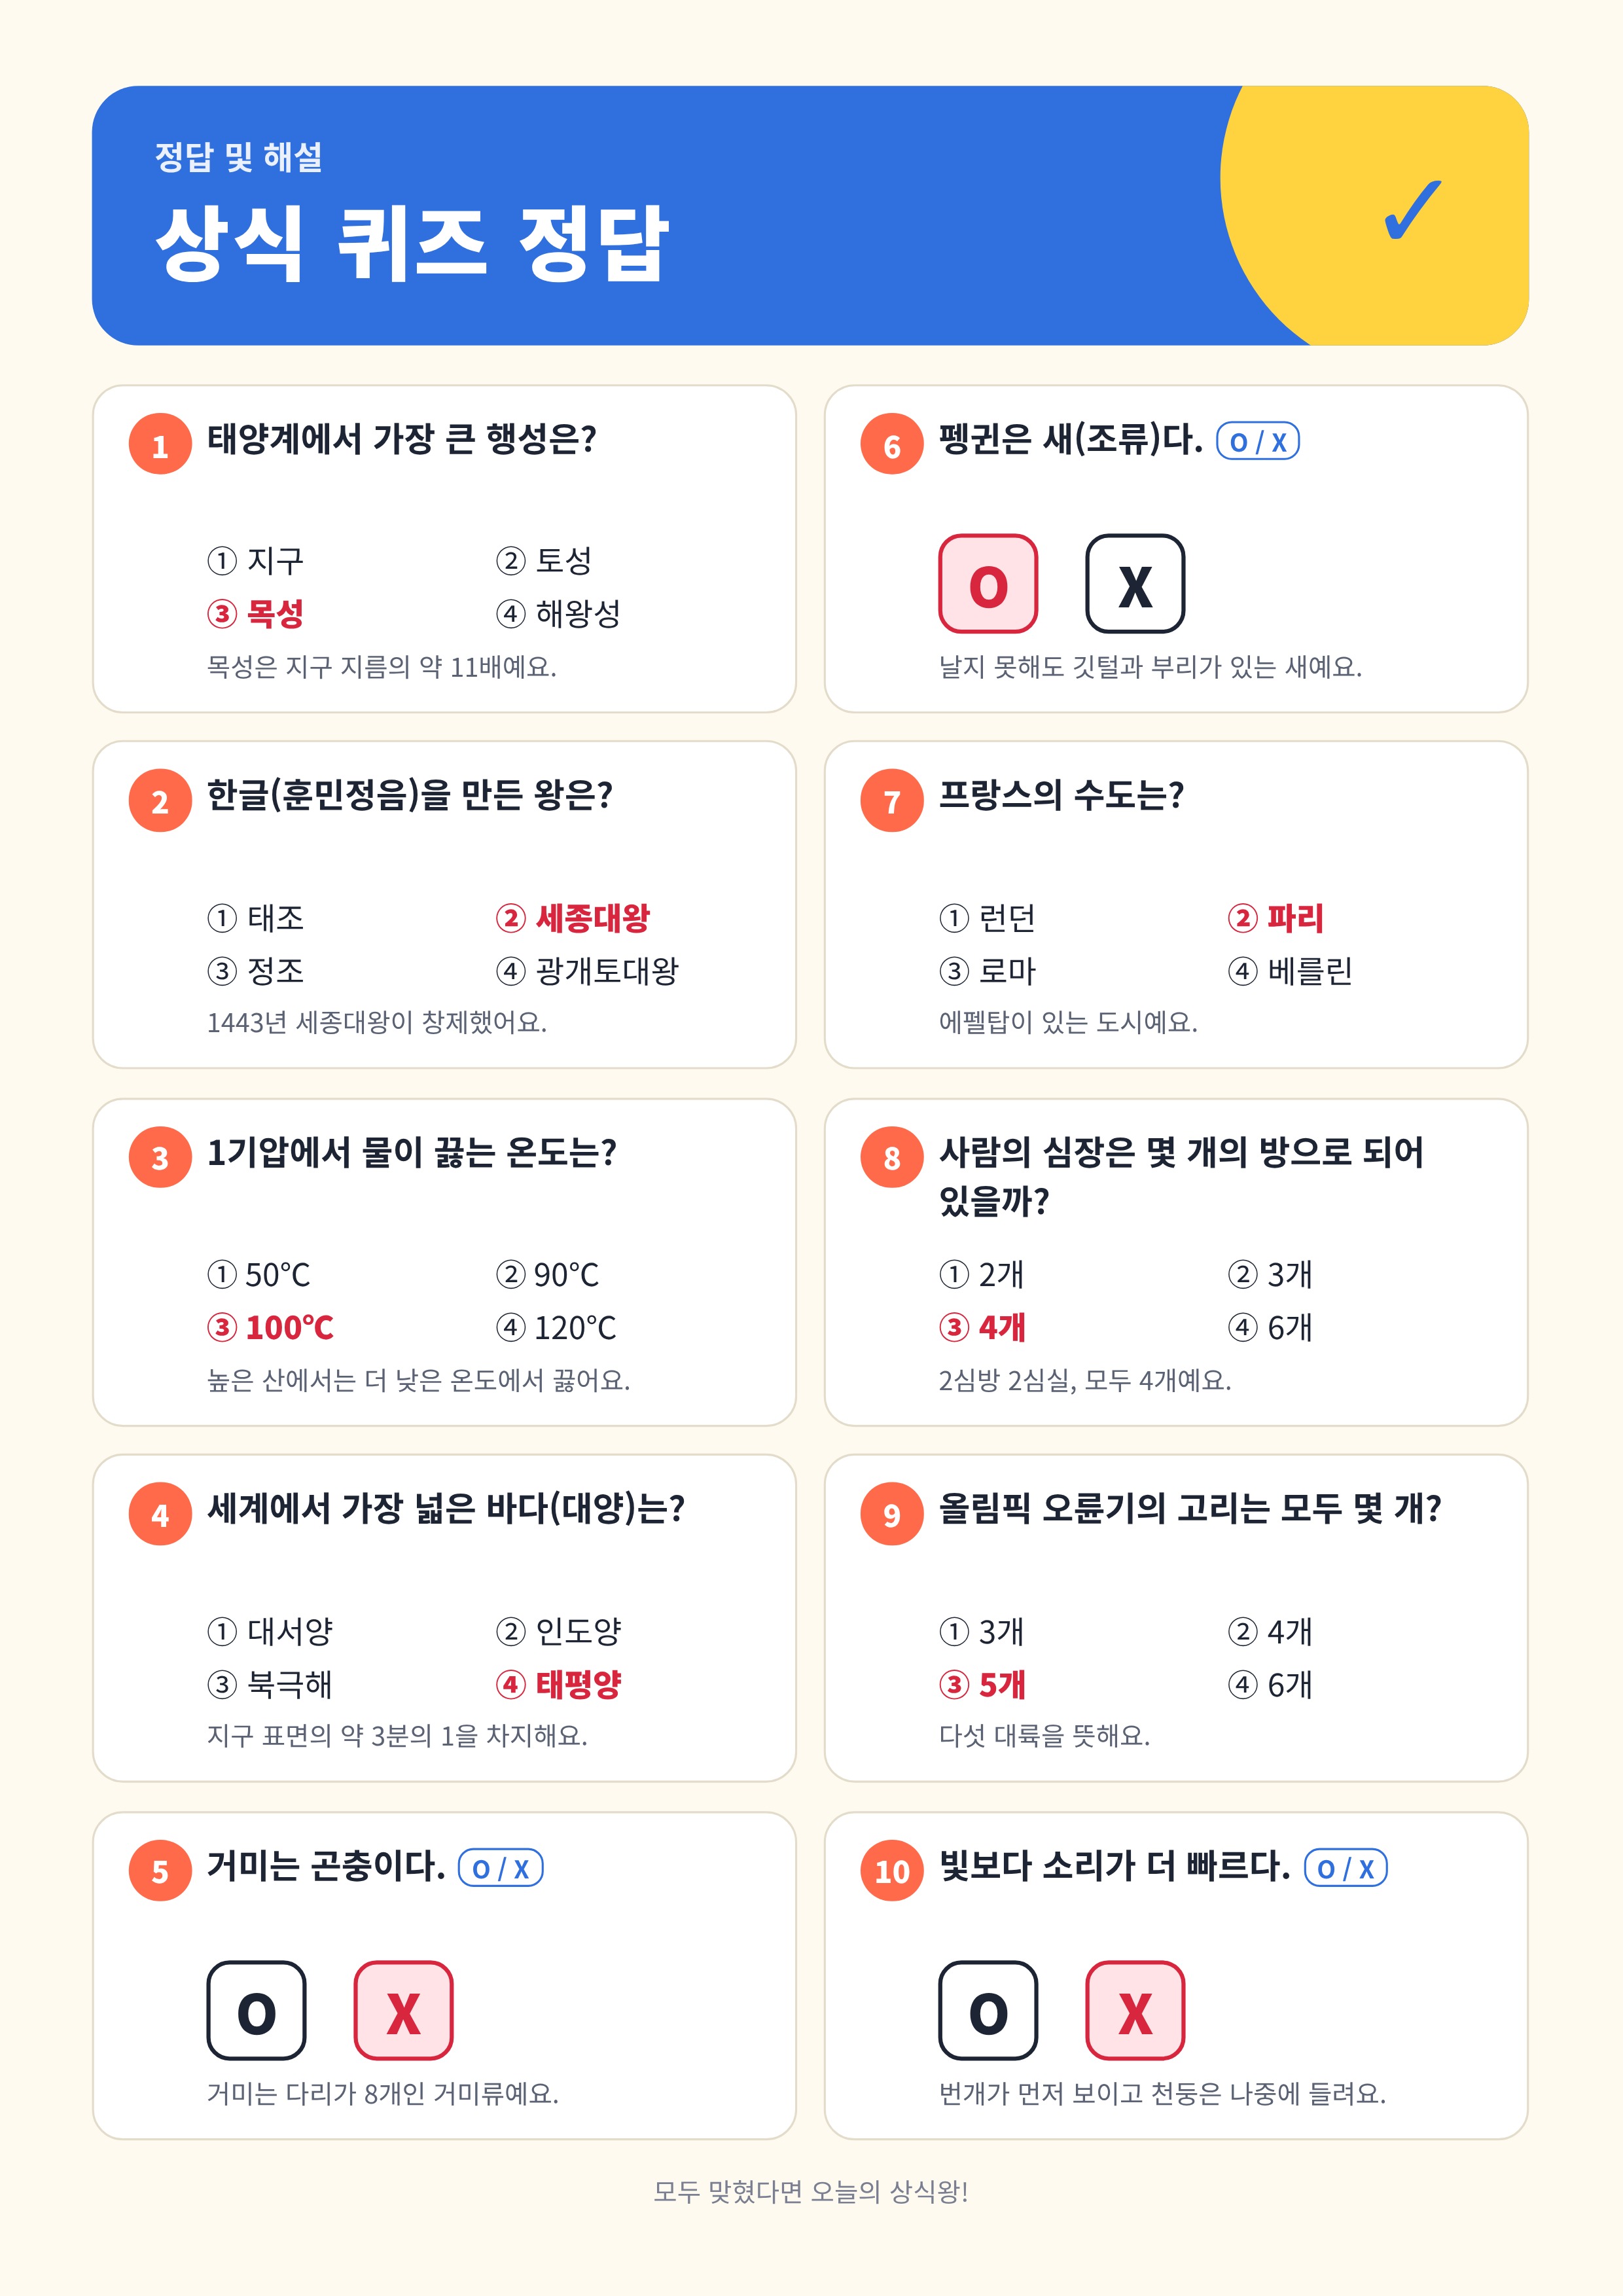 정답 및 해설
상식 퀴즈 정답
✓
1 태양계에서 가장 큰 행성은?
① 지구 ② 토성
③ 목성 ④ 해왕성
목성은 지구 지름의 약 11배예요.
2 한글(훈민정음)을 만든 왕은?
① 태조 ② 세종대왕
③ 정조 ④ 광개토대왕
1443년 세종대왕이 창제했어요.
3 1기압에서 물이 끓는 온도는?
① 50℃ ② 90℃
③ 100℃ ④ 120℃
높은 산에서는 더 낮은 온도에서 끓어요.
4 세계에서 가장 넓은 바다(대양)는?
① 대서양 ② 인도양
③ 북극해 ④ 태평양
지구 표면의 약 3분의 1을 차지해요.
5 거미는 곤충이다. O / X
O X
거미는 다리가 8개인 거미류예요.
6 펭귄은 새(조류)다. O / X
O X
날지 못해도 깃털과 부리가 있는 새예요.
7 프랑스의 수도는?
① 런던 ② 파리
③ 로마 ④ 베를린
에펠탑이 있는 도시예요.
8 사람의 심장은 몇 개의 방으로 되어
있을까?
① 2개 ② 3개
③ 4개 ④ 6개
2심방 2심실, 모두 4개예요.
9 올림픽 오륜기의 고리는 모두 몇 개?
① 3개 ② 4개
③ 5개 ④ 6개
다섯 대륙을 뜻해요.
10 빛보다 소리가 더 빠르다. O / X
O X
번개가 먼저 보이고 천둥은 나중에 들려요.
모두 맞혔다면 오늘의 상식왕!